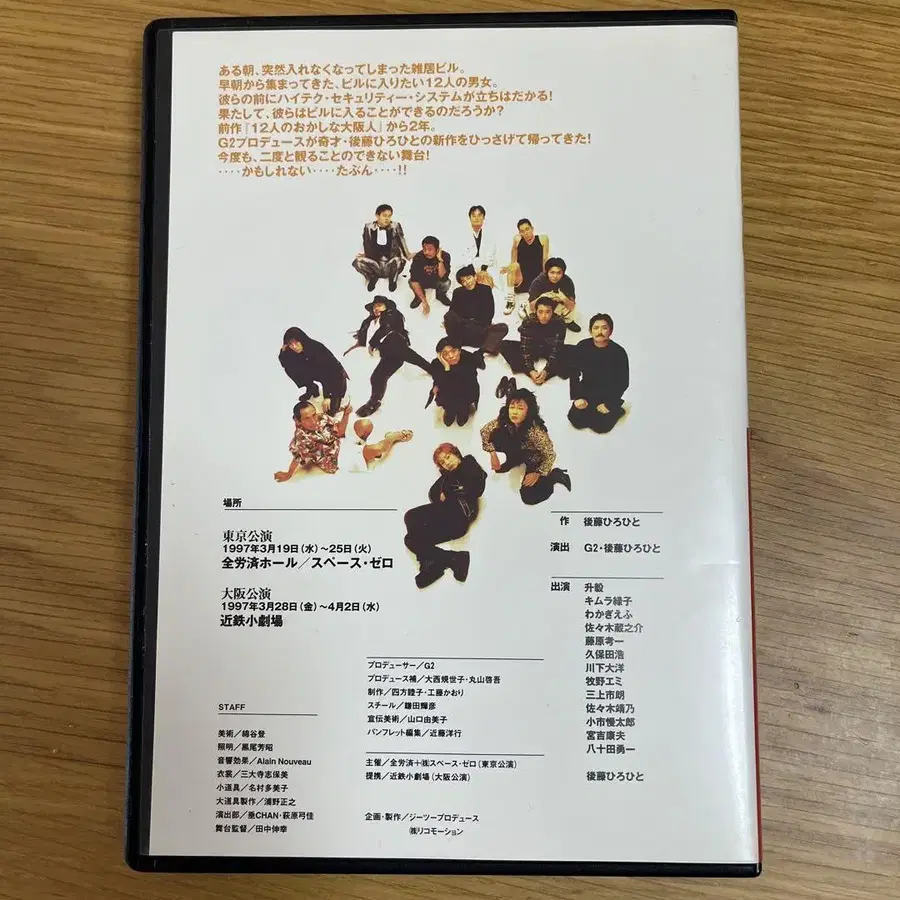 ある朝、突然入れなくなってしまった雑居ビル。
早朝から集まってきた、ビルに入りたい12人の男女。
彼らの前にハイテク・セキュリティー・システムが立ちはだかる!
果たして、彼らはビルに入ることができるのだろうか?
前作『12人のおかしな大阪人』から2年。
G2プロデュースが奇才・後藤ひろひとの新作をひっさげて帰ってきた!
今度も、二度と観ることのできない舞台!
‥‥かもしれない‥‥たぶん‥‥!!
場所
東京公演
1997年3月19日(水)〜25日(火)
全労済ホール/スペース・ゼロ
大阪公演
1997年3月28日(金)〜4月2日(水)
近鉄小劇場
作 後藤ひろひと
演出 G2・後藤ひろひと
出演 升毅
キムラ緑子
わかぎえふ
佐々木蔵之介
藤原考一
久保田浩
川下大洋
牧野エミ
三上市朗
佐々木靖乃
小市慢太郎
宮吉康夫
八十田勇一
後藤ひろひと
プロデューサー/G2
プロデュース補/大西規世子・丸山啓吾
制作/四方睦子・工藤かおり
スチール/鎌田輝彦
宣伝美術/山口由美子
パンフレット編集/近藤洋行
主催/全労済+㈱スペース・ゼロ(東京公演)
提携/近鉄小劇場(大阪公演)
企画・製作/ジーツープロデュース
㈱リコモーション
STAFF
美術/綿谷登
照明/黒尾芳昭
音響効果/Alain Nouveau
衣裳/三大寺志保美
小道具/名村多美子
大道具製作/浦野正之
演出部/垂CHAN・萩原弓佳
舞台監督/田中伸幸